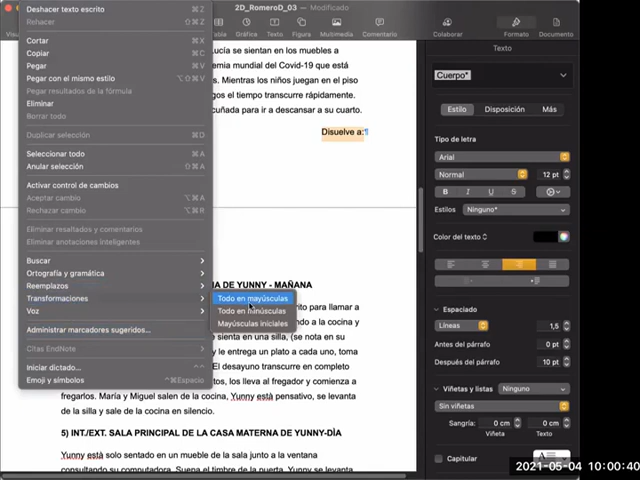 2D_RomeroD_03 — Modificado
Deshacer texto escrito ⌘Z
Rehacer ⇧⌘Z
Cortar ⌘X
Copiar ⌘C
Pegar ⌘V
Pegar con el mismo estilo ⌥⇧⌘V
Pegar resultados de la fórmula
Eliminar
Borrar todo
Duplicar selección ⌘D
Seleccionar todo ⌘A
Anular selección ⇧⌘A
Activar control de cambios
Aceptar cambio ⌥⌘A
Rechazar cambio ⌥⌘R
Eliminar resaltados y comentarios
Eliminar anotaciones inteligentes
Buscar
Ortografía y gramática
Reemplazos
Transformaciones
Voz
Administrar marcadores sugeridos...
Citas EndNote
Iniciar dictado...
Emoji y símbolos ^⌘Espacio
Todo en mayúsculas
Todo en minúsculas
Mayúsculas iniciales
Gráfica
Texto
Figura
Multimedia
Comentario
Colaborar
Formato
Documento
Lucía se sientan en los muebles a
emia mundial del Covid-19 que está
. Mientras los niños juegan en el piso
gos el tiempo transcurre rápidamente.
cuñada para ir a descansar a su cuarto.
Disuelve a:¶
MA DE YUNNY - MAÑANA
rito para llamar a
ndo a la cocina y
e sienta en una silla, (se nota en su
y le entrega un plato a cada uno, toma
El desayuno transcurre en completo
tos, los lleva al fregador y comienza a
fregarlos. María y Miguel salen de la cocina, Yunny està pensativo, se levanta
de la silla y sale de la cocina en silencio.
5) INT./EXT. SALA PRINCIPAL DE LA CASA MATERNA DE YUNNY-DÌA
Yunny està solo sentado en un mueble de la sala junto a la ventana
consultando su computadora. Suena el timbre de la puerta. Yunny se levanta
Texto
Cuerpo*
Estilo
Disposición
Más
Tipo de letra
Arial
Normal 12 pt
B I U S
Estilos Ninguno*
Color del texto
Espaciado
Líneas 1,5
Antes del párrafo 0 pt
Después del párrafo 10 pt
Viñetas y listas Ninguno
Sin viñetas
Sangría: 0 cm 0 cm
Viñeta Texto
Capitular
2021-05-04 10:00:40